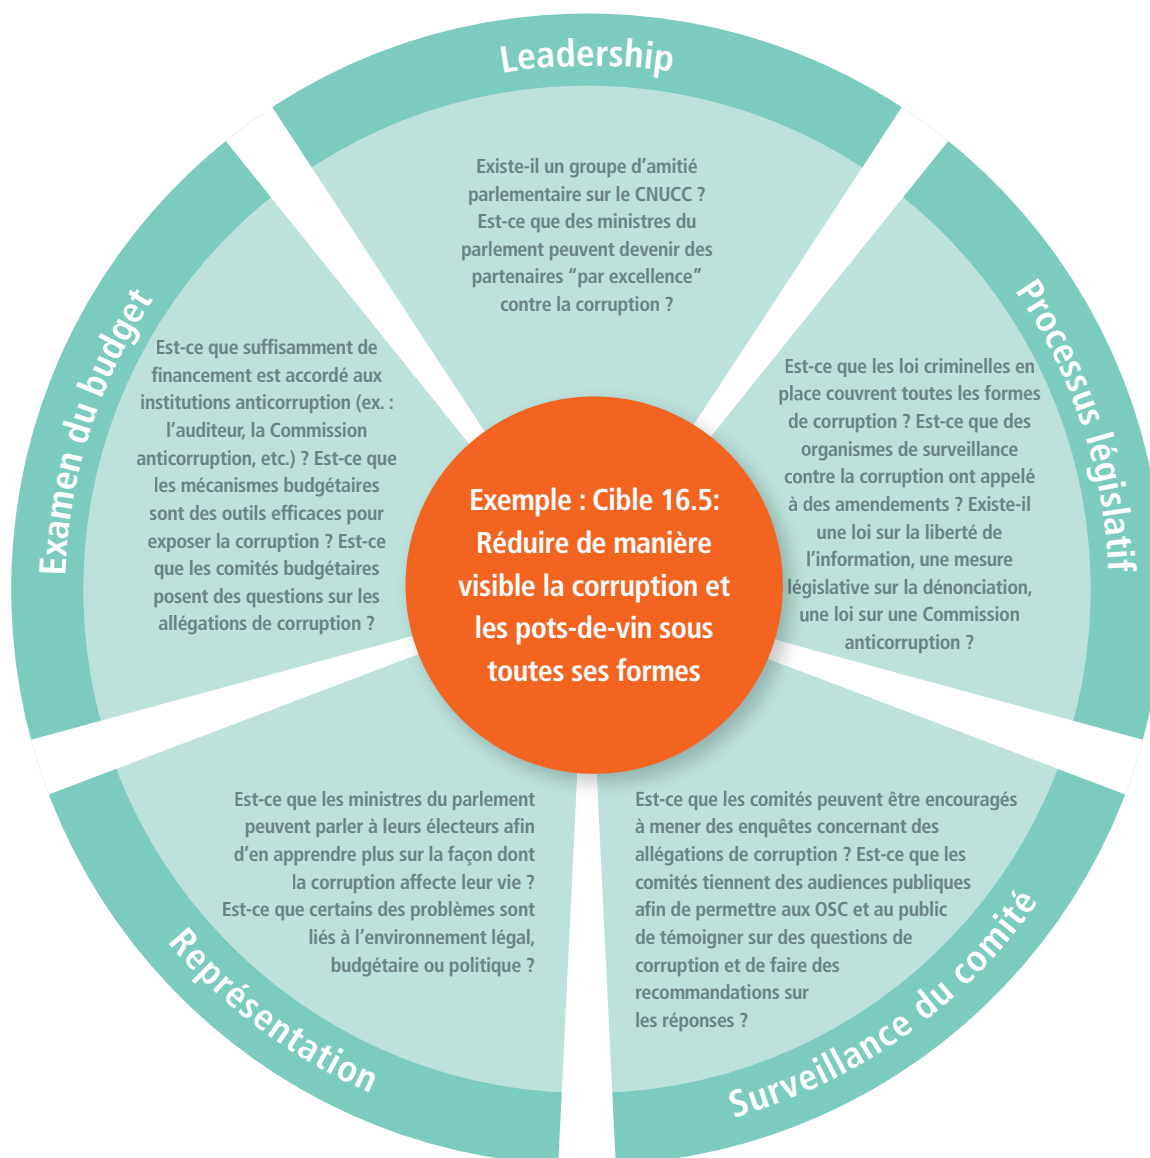 Leadership
Existe-il un groupe d’amitié
parlementaire sur le CNUCC ?
Est-ce que des ministres du
parlement peuvent devenir des
partenaires “par excellence”
contre la corruption ?
Processus législatif
Est-ce que les loi criminelles en
place couvrent toutes les formes
de corruption ? Est-ce que des
organismes de surveillance
contre la corruption ont appelé
à des amendements ? Existe-il
une loi sur la liberté de
l’information, une mesure
législative sur la dénonciation,
une loi sur une Commission
anticorruption ?
Surveillance du comité
Est-ce que les comités peuvent être encouragés
à mener des enquêtes concernant des
allégations de corruption ? Est-ce que les
comités tiennent des audiences publiques
afin de permettre aux OSC et au public
de témoigner sur des questions de
corruption et de faire des
recommandations sur
les réponses ?
Représentation
Est-ce que les ministres du parlement
peuvent parler à leurs électeurs afin
d’en apprendre plus sur la façon dont
la corruption affecte leur vie ?
Est-ce que certains des problèmes sont
liés à l’environnement légal,
budgétaire ou politique ?
Examen du budget
Est-ce que suffisamment de
financement est accordé aux
institutions anticorruption (ex. :
l’auditeur, la Commission
anticorruption, etc.) ? Est-ce que
les mécanismes budgétaires
sont des outils efficaces pour
exposer la corruption ? Est-ce
que les comités budgétaires
posent des questions sur les
allégations de corruption ?
Exemple : Cible 16.5:
Réduire de manière
visible la corruption et
les pots-de-vin sous
toutes ses formes